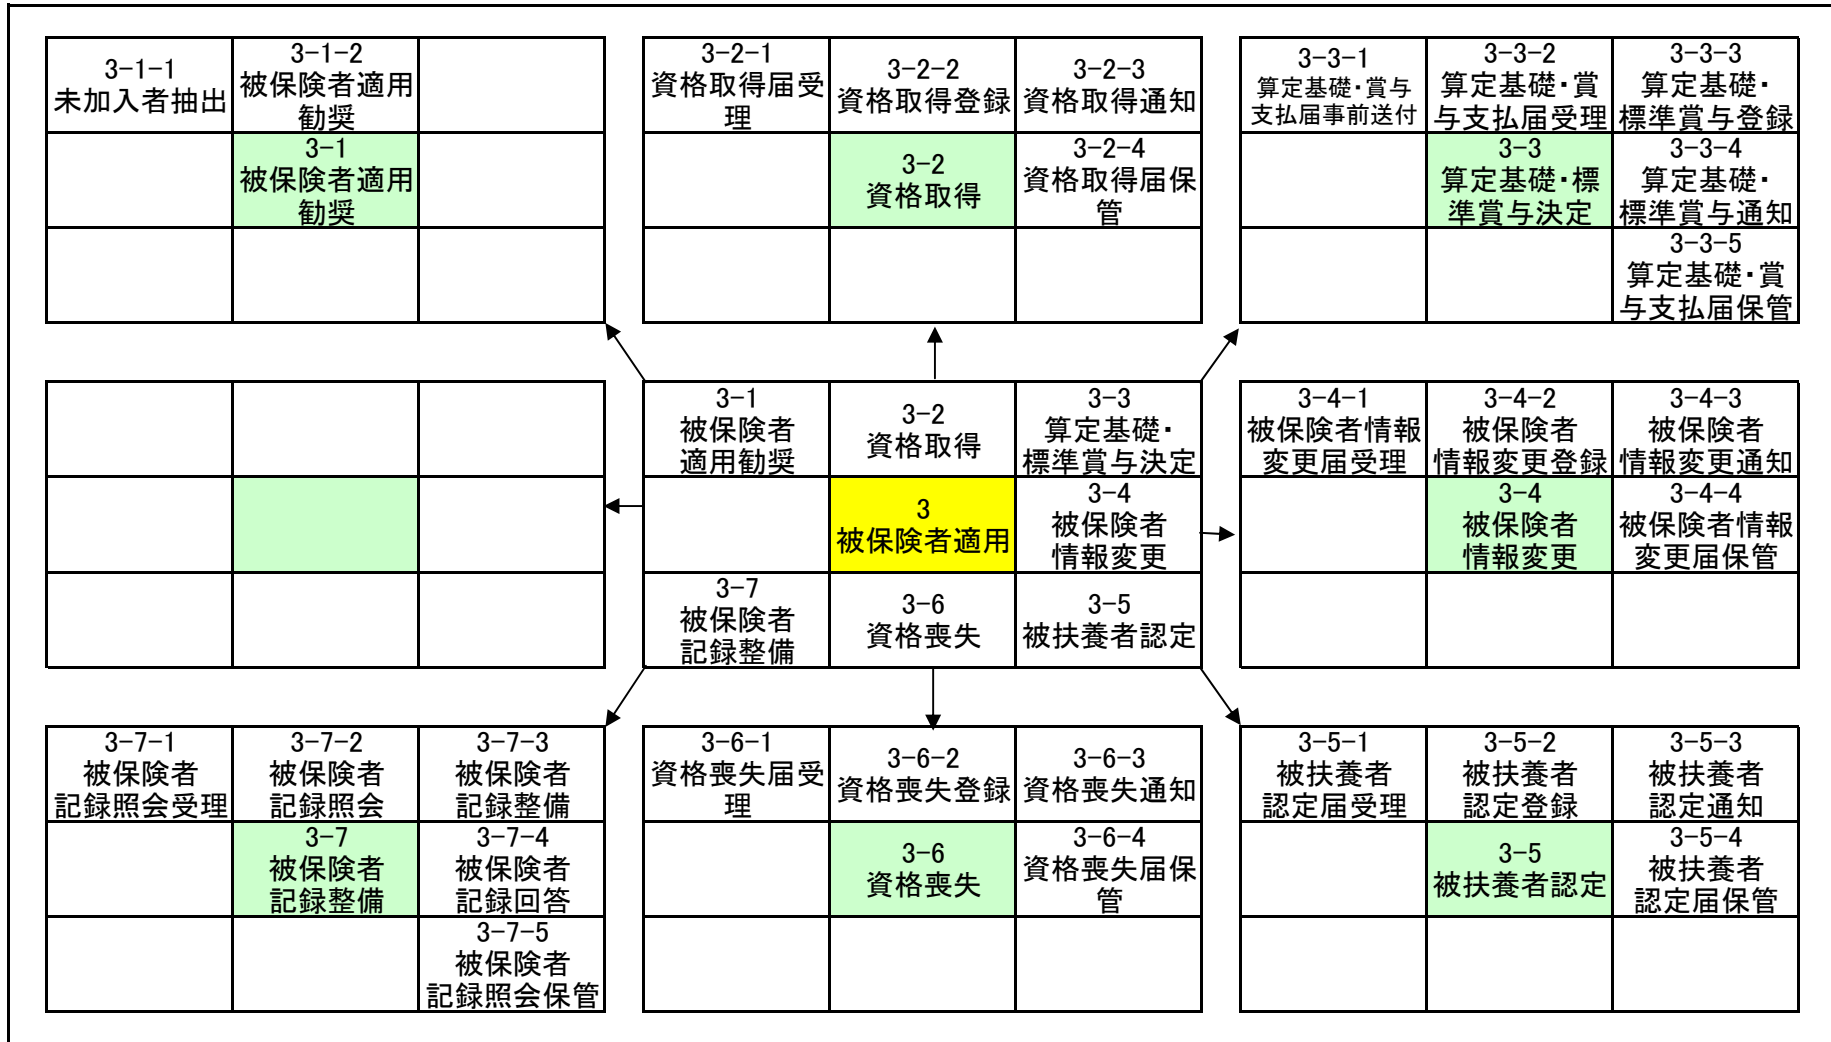 3-1-1
未加入者抽出
3-1-2
被保険者適用
勧奨
3-1
被保険者適用
勧奨
3-2-1
資格取得届受
理
3-2-2
資格取得登録
3-2-3
資格取得通知
3-2
資格取得
3-2-4
資格取得届保
管
3-3-1
算定基礎・賞与
支払届事前送付
3-3-2
算定基礎・賞
与支払届受理
3-3-3
算定基礎・
標準賞与登録
3-3
算定基礎・標
準賞与決定
3-3-4
算定基礎・
標準賞与通知
3-3-5
算定基礎・賞
与支払届保管
3-1
被保険者
適用勧奨
3-2
資格取得
3-3
算定基礎・
標準賞与決定
3
被保険者適用
3-4
被保険者
情報変更
3-7
被保険者
記録整備
3-6
資格喪失
3-5
被扶養者認定
3-4-1
被保険者情報
変更届受理
3-4-2
被保険者
情報変更登録
3-4-3
被保険者
情報変更通知
3-4
被保険者
情報変更
3-4-4
被保険者情報
変更届保管
3-7-1
被保険者
記録照会受理
3-7-2
被保険者
記録照会
3-7-3
被保険者
記録整備
3-7
被保険者
記録整備
3-7-4
被保険者
記録回答
3-7-5
被保険者
記録照会保管
3-6-1
資格喪失届受
理
3-6-2
資格喪失登録
3-6-3
資格喪失通知
3-6
資格喪失
3-6-4
資格喪失届保
管
3-5-1
被扶養者
認定届受理
3-5-2
被扶養者
認定登録
3-5-3
被扶養者
認定通知
3-5
被扶養者認定
3-5-4
被扶養者
認定届保管